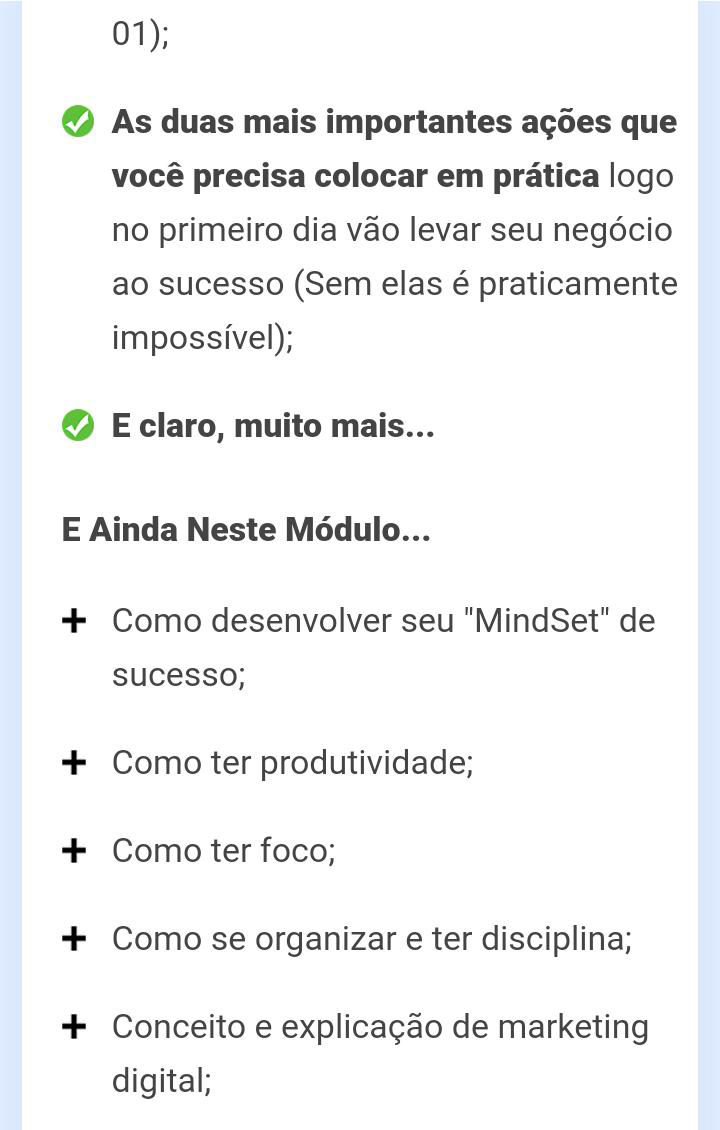 01);
As duas mais importantes ações que
você precisa colocar em prática logo
no primeiro dia vão levar seu negócio
ao sucesso (Sem elas é praticamente
impossível);
E claro, muito mais...
E Ainda Neste Módulo...
Como desenvolver seu "MindSet" de
sucesso;
Como ter produtividade;
Como ter foco;
Como se organizar e ter disciplina;
Conceito e explicação de marketing
digital;